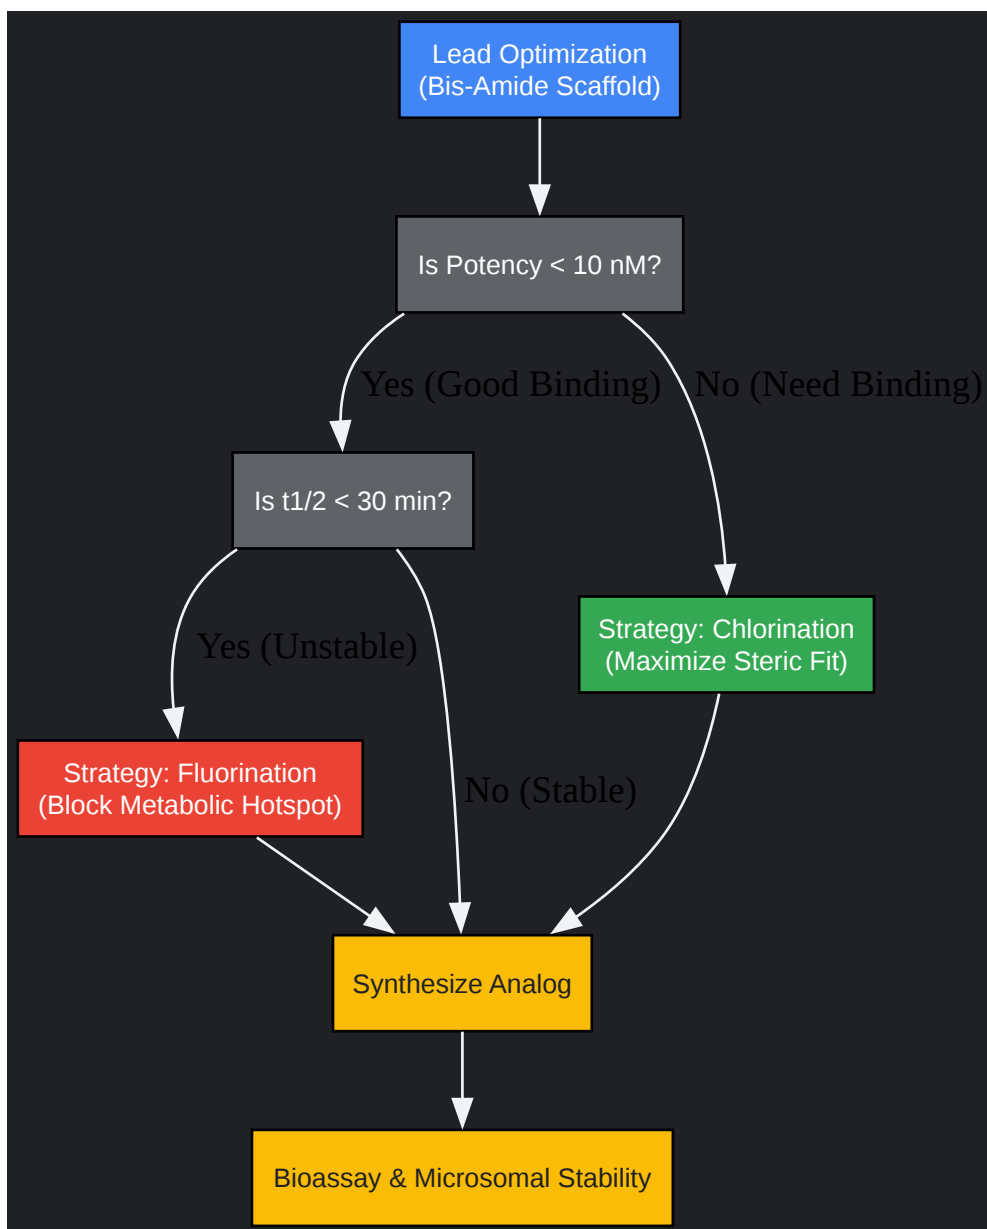 Lead Optimization
(Bis-Amide Scaffold)
Is Potency < 10 nM?
Yes (Good Binding)
No (Need Binding)
Is t1/2 < 30 min?
Yes (Unstable)
Strategy: Chlorination
(Maximize Steric Fit)
Strategy: Fluorination
(Block Metabolic Hotspot)
No (Stable)
Synthesize Analog
Bioassay & Microsomal Stability